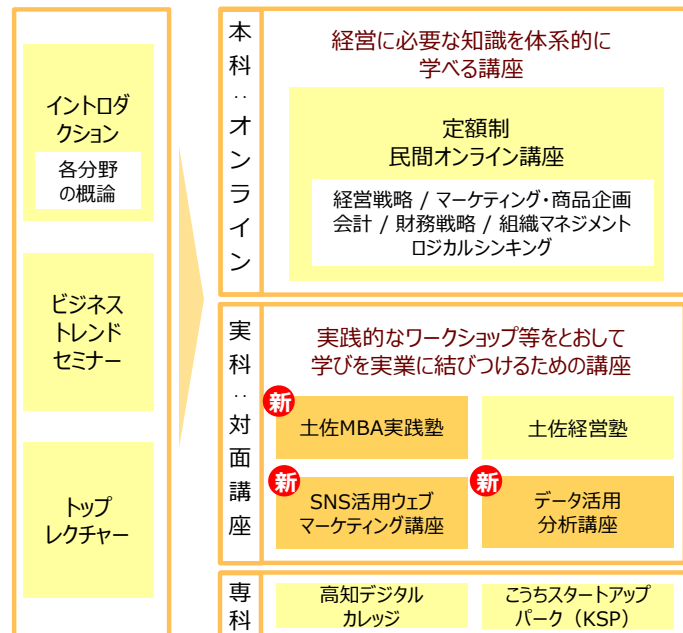 イントロダ
クション
各分野
の概論
ビジネス
トレンド
セミナー
トップ
レクチャー
本科：オンライン
経営に必要な知識を体系的に
学べる講座
定額制
民間オンライン講座
経営戦略 / マーケティング・商品企画
会計 / 財務戦略 / 組織マネジメント
ロジカルシンキング
実科：対面講座
実践的なワークショップ等をとおして
学びを実業に結びつけるための講座
新
土佐MBA実践塾
土佐経営塾
新
SNS活用ウェブ
マーケティング講座
新
データ活用
分析講座
専科
高知デジタル
カレッジ
こうちスタートアップ
パーク（KSP）